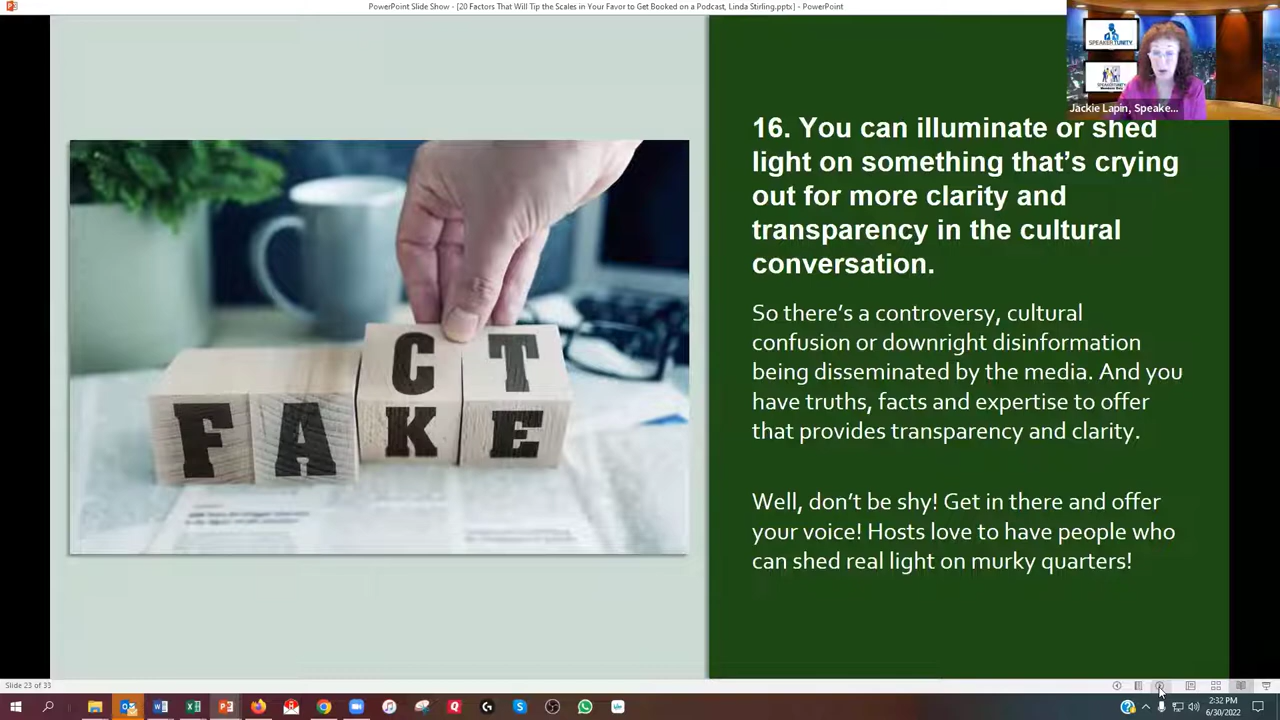 PowerPoint Slide Show - [20 Factors That Will Tip the Scales in Your Favor to Get Booked on a Podcast, Linda Stirling.pptx] - PowerPoint
SPEAKERTUNITY
SPEAKERTUNITY
Jackie Lapin, Speake...
16. You can illuminate or shed
light on something that’s crying
out for more clarity and
transparency in the cultural
conversation.
So there’s a controversy, cultural
confusion or downright disinformation
being disseminated by the media. And you
have truths, facts and expertise to offer
that provides transparency and clarity.
Well, don’t be shy! Get in there and offer
your voice! Hosts love to have people who
can shed real light on murky quarters!
C T
FA KE
Slide 23 of 33
2:32 PM
6/30/2022